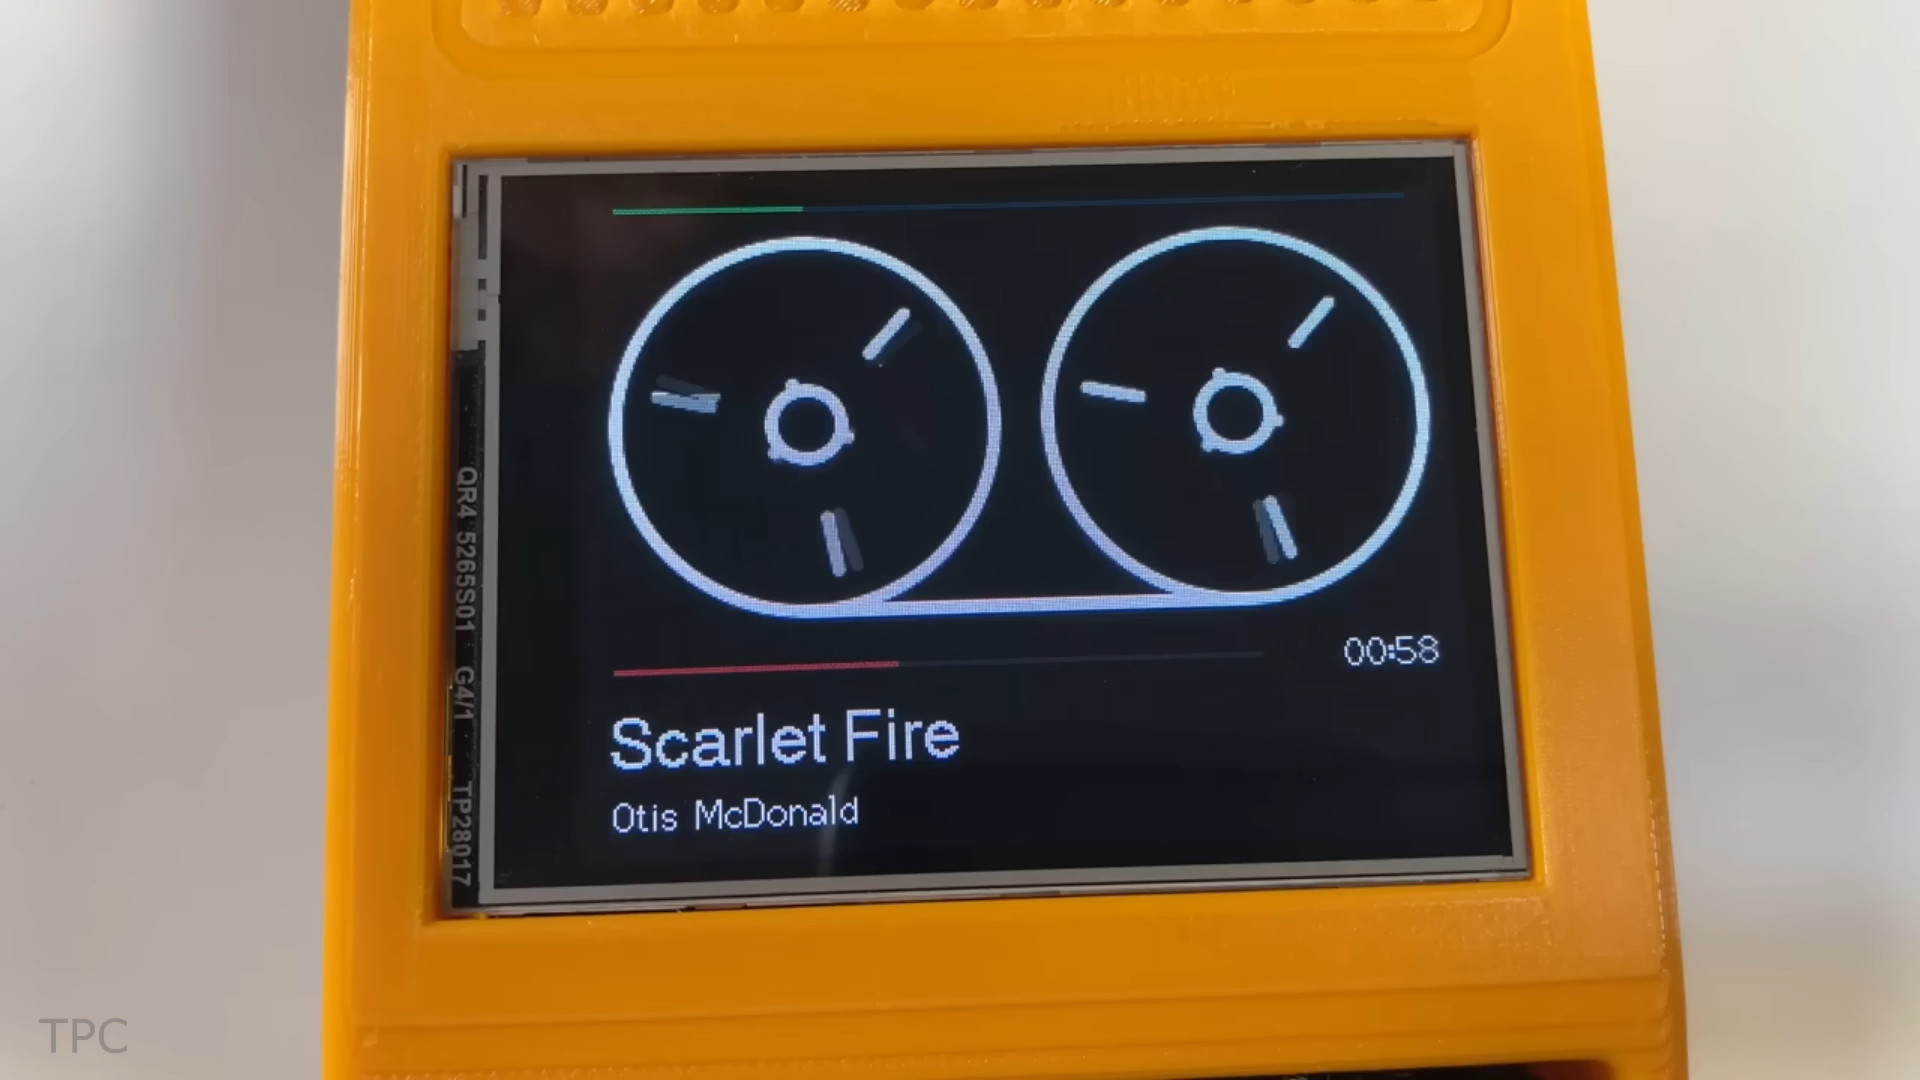 QR4 5265S01 G4/1 TP28017
00:58
Scarlet Fire
Otis McDonald
TPC